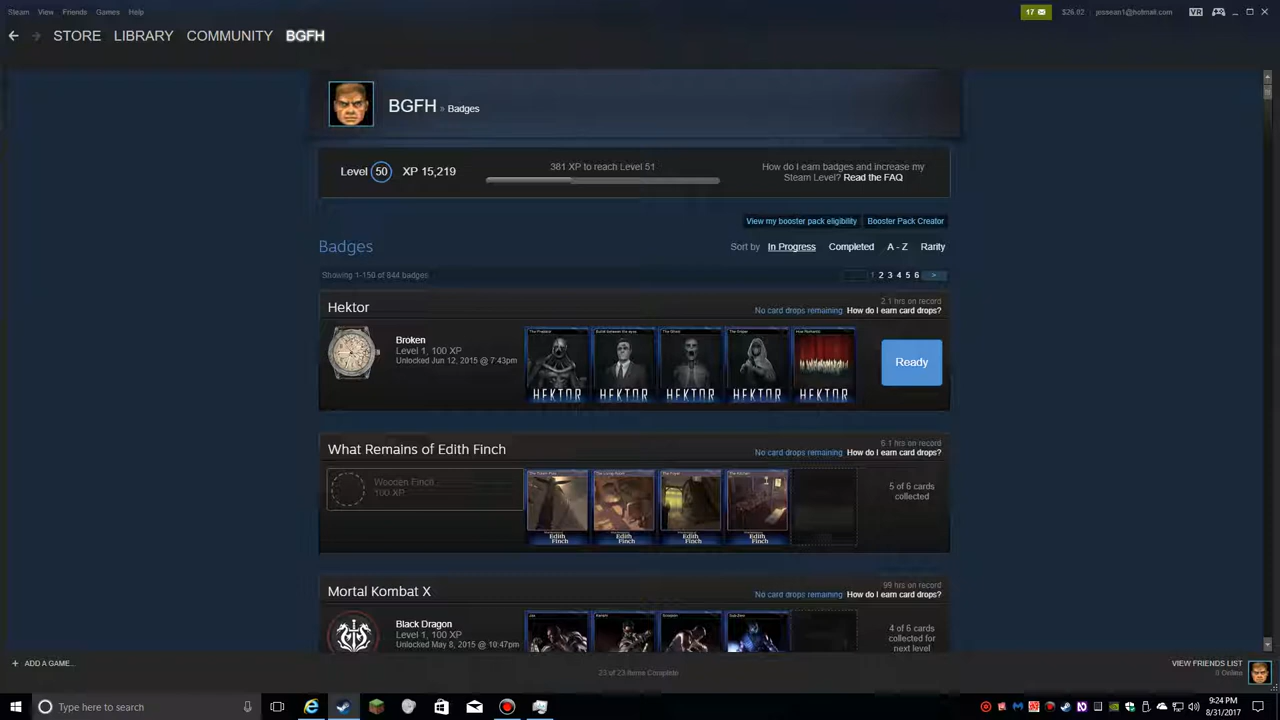 Steam View Friends Games Help
17 $26.02 jessean1@hotmail.com VR
STORE LIBRARY COMMUNITY BGFH
BGFH » Badges
Level 50 XP 15,219
381 XP to reach Level 51
How do I earn badges and increase my
Steam Level? Read the FAQ
View my booster pack eligibility Booster Pack Creator
Badges
Sort by In Progress Completed A - Z Rarity
Showing 1-150 of 844 badges
1 2 3 4 5 6 >
Hektor
2.1 hrs on record
No card drops remaining How do I earn card drops?
Broken
Level 1, 100 XP
Unlocked Jun 12, 2015 @ 7:43pm
HEKTOR HEKTOR HEKTOR HEKTOR HEKTOR
Ready
What Remains of Edith Finch
6.1 hrs on record
No card drops remaining How do I earn card drops?
Wooden Finch
100 XP
Edith Finch Edith Finch Edith Finch Edith Finch
5 of 6 cards
collected
Mortal Kombat X
99 hrs on record
No card drops remaining How do I earn card drops?
Black Dragon
Level 1, 100 XP
Unlocked May 8, 2015 @ 10:47pm
4 of 6 cards
collected for
next level
+ ADD A GAME...
23 of 23 Items Complete
VIEW FRIENDS LIST
Type here to search
9:24 PM
8/31/2017